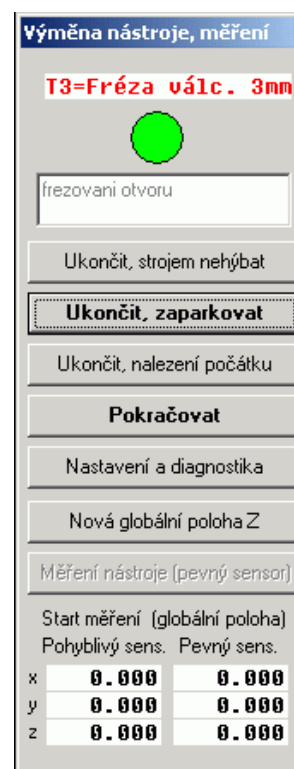 Výměna nástroje, měření
T3=Fréza válc. 3mm
frezovani otvoru
Ukončit, strojem nehýbat
Ukončit, zaparkovat
Ukončit, nalezení počátku
Pokračovat
Nastavení a diagnostika
Nová globální poloha Z
Měření nástroje (pevný sensor)
Start měření (globální poloha)
Pohyblivý sens. Pevný sens.
x 0.000 0.000
y 0.000 0.000
z 0.000 0.000